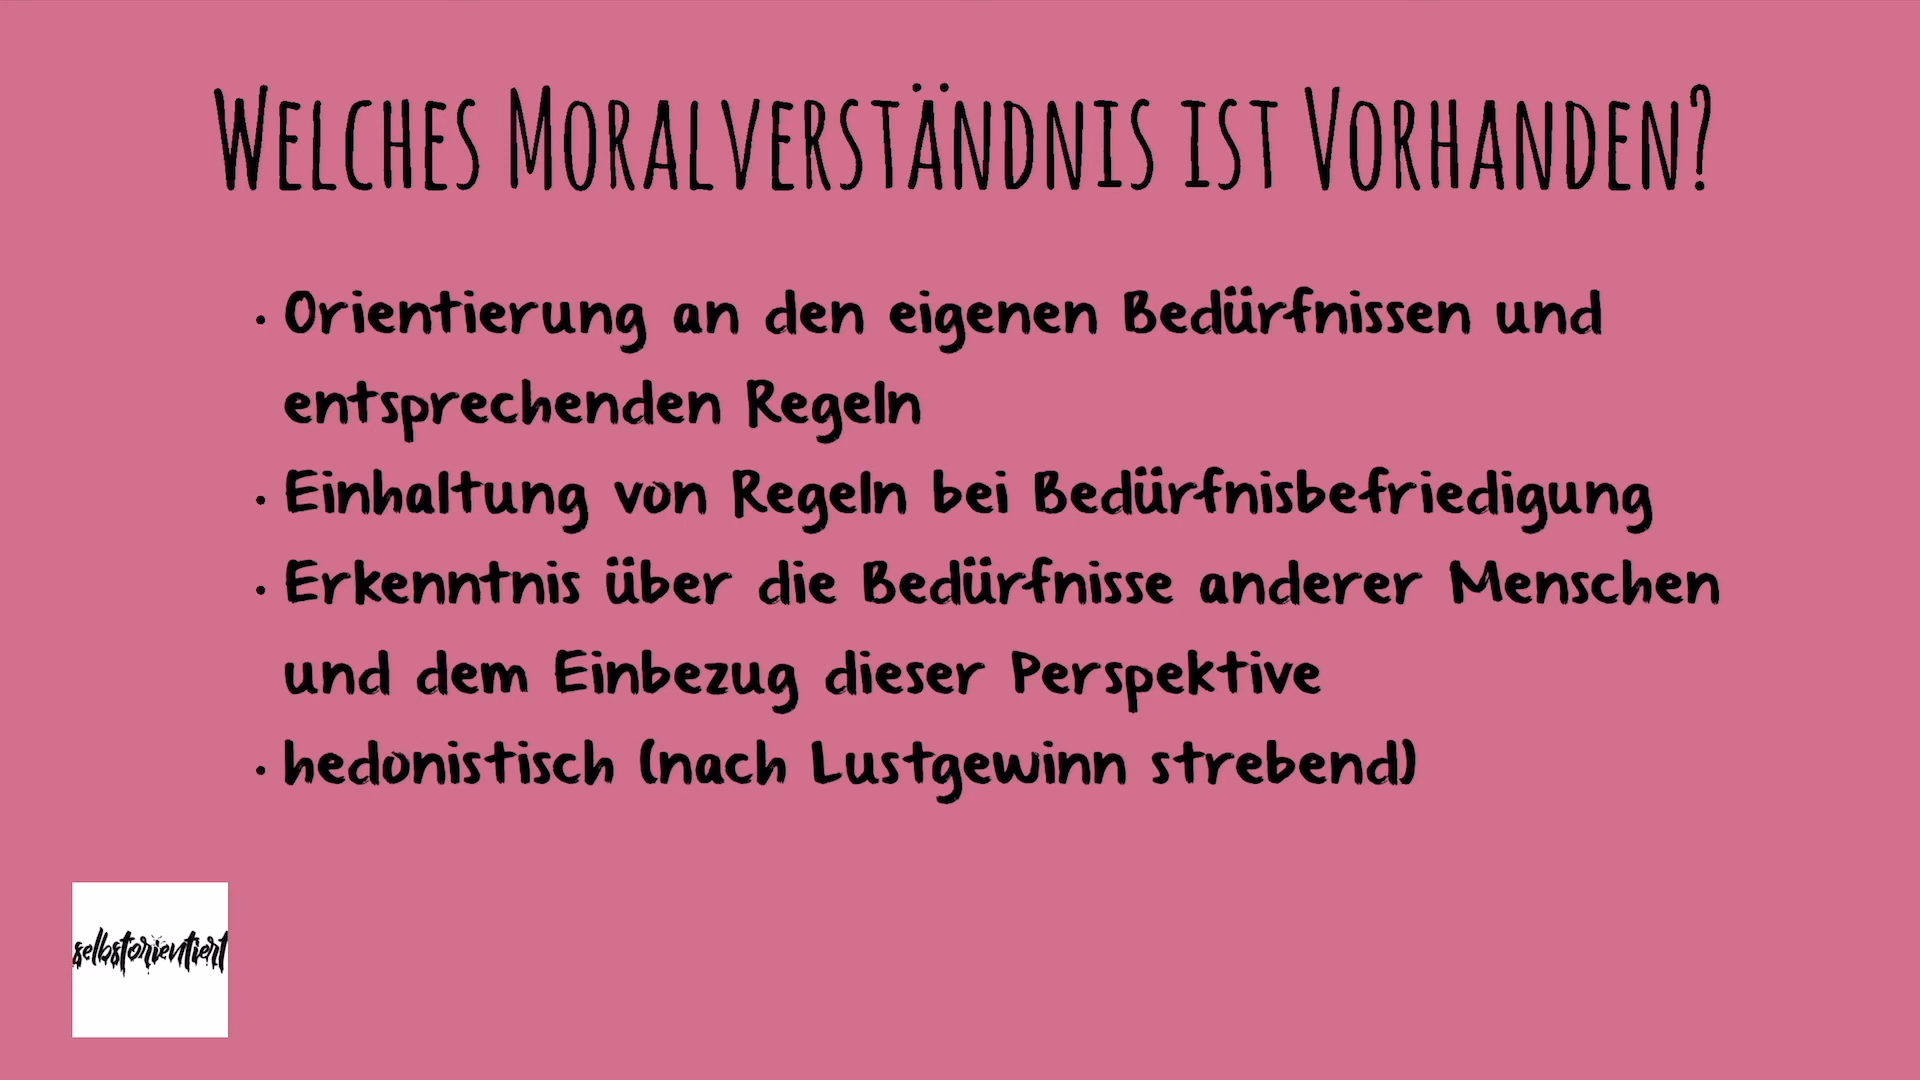 Welches Moralverständnis ist Vorhanden?
• Orientierung an den eigenen Bedürfnissen und
entsprechenden Regeln
• Einhaltung von Regeln bei Bedürfnisbefriedigung
• Erkenntnis über die Bedürfnisse anderer Menschen
und dem Einbezug dieser Perspektive
• hedonistisch (nach Lustgewinn strebend)
selbstorientiert